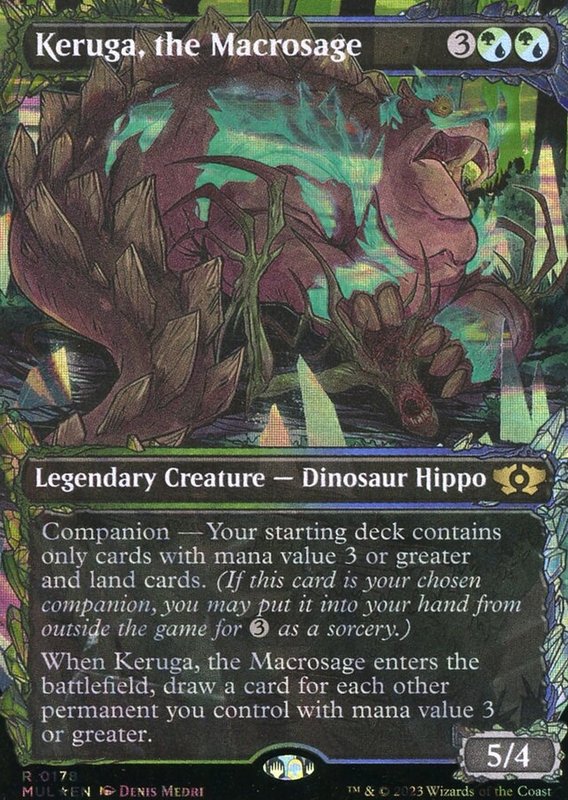 Keruga, the Macrosage
3
Legendary Creature — Dinosaur Hippo
Companion — Your starting deck contains
only cards with mana value 3 or greater
and land cards. (If this card is your chosen
companion, you may put it into your hand from
outside the game for 3 as a sorcery.)
When Keruga, the Macrosage enters the
battlefield, draw a card for each other
permanent you control with mana value 3
or greater.
5/4
R 0178
MUL ★ EN Denis Medri
™ & © 2023 Wizards of the Coast